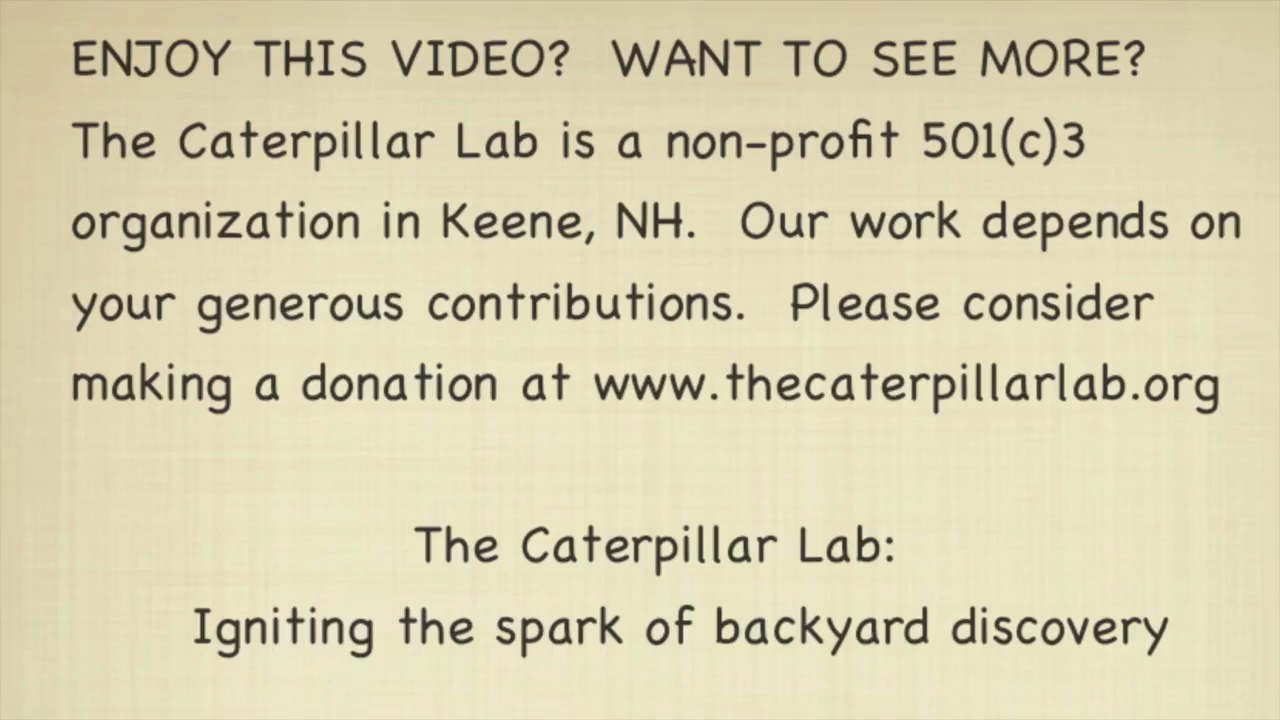 ENJOY THIS VIDEO?  WANT TO SEE MORE?
The Caterpillar Lab is a non-profit 501(c)3
organization in Keene, NH.  Our work depends on
your generous contributions.  Please consider
making a donation at www.thecaterpillarlab.org
The Caterpillar Lab:
Igniting the spark of backyard discovery